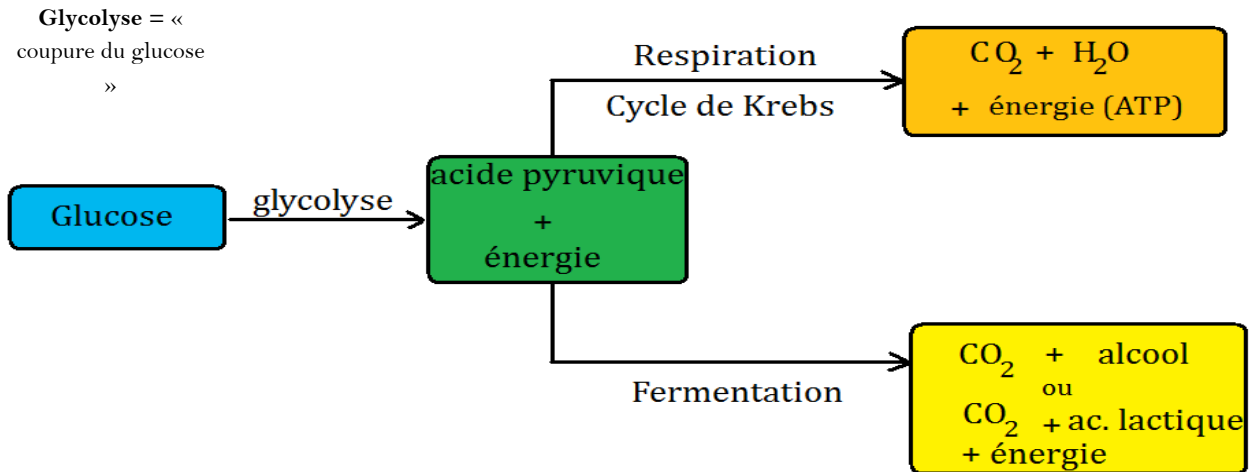 Glycolyse = «
coupure du glucose
»
Respiration
Cycle de Krebs
CO₂ + H₂O
+ énergie (ATP)
Glucose
glycolyse
acide pyruvique
+
énergie
Fermentation
CO₂ + alcool
ou
CO₂ + ac. lactique
+ énergie